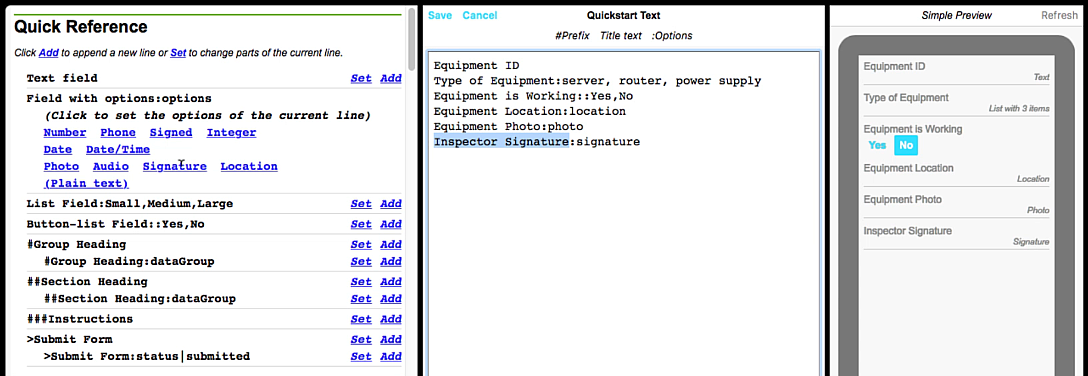 Quick Reference
Click Add to append a new line or Set to change parts of the current line.
Text field Set Add
Field with options:options
(Click to set the options of the current line)
Number Phone Signed Integer
Date Date/Time
Photo Audio Signature Location
(Plain text)
List Field:Small,Medium,Large Set Add
Button-list Field::Yes,No Set Add
#Group Heading Set Add
#Group Heading:dataGroup Set Add
##Section Heading Set Add
##Section Heading:dataGroup Set Add
###Instructions Set Add
>Submit Form Set Add
>Submit Form:status|submitted Set Add
Save Cancel Quickstart Text
#Prefix Title text :Options
Equipment ID
Type of Equipment:server, router, power supply
Equipment is Working::Yes,No
Equipment Location:location
Equipment Photo:photo
Inspector Signature:signature
Simple Preview Refresh
Equipment ID
Text
Type of Equipment
List with 3 items
Equipment is Working
Yes No
Equipment Location
Location
Equipment Photo
Photo
Inspector Signature
Signature